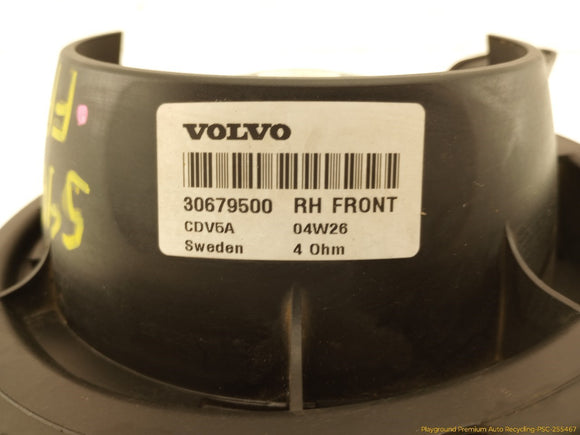 VOLVO
30679500 RH FRONT
CDV5A 04W26
Sweden 4 Ohm
Playground Premium Auto Recycling-PSC-255467